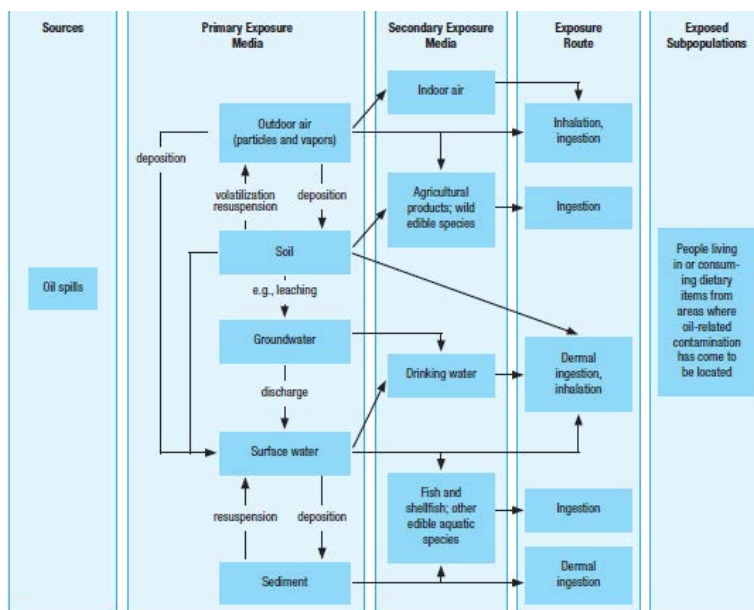 Sources
Primary Exposure
Media
Secondary Exposure
Media
Exposure
Route
Exposed
Subpopulations
Indoor air
Outdoor air
(particles and vapors)
Inhalation,
ingestion
deposition
volatilization
resuspension
deposition
Agricultural
products; wild
edible species
Ingestion
Soil
Oil spills
e.g., leaching
People living
in or consum-
ing dietary
items from
areas where
oil-related
contamination
has come to
be located
Groundwater
Drinking water
Dermal
ingestion,
inhalation
discharge
Surface water
resuspension
deposition
Fish and
shellfish; other
edible aquatic
species
Ingestion
Sediment
Dermal
ingestion